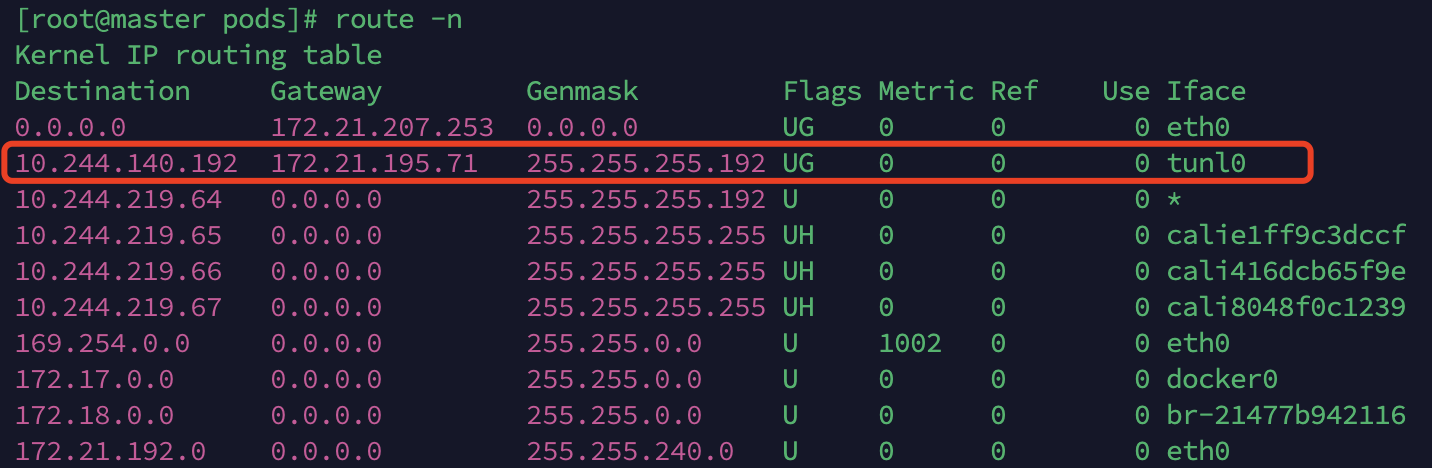 [root@master pods]# route -n
Kernel IP routing table
Destination     Gateway         Genmask         Flags Metric Ref    Use Iface
0.0.0.0         172.21.207.253  0.0.0.0         UG    0      0        0 eth0
10.244.140.192  172.21.195.71   255.255.255.192 UG    0      0        0 tunl0
10.244.219.64   0.0.0.0         255.255.255.192 U     0      0        0 *
10.244.219.65   0.0.0.0         255.255.255.255 UH    0      0        0 calie1ff9c3dccf
10.244.219.66   0.0.0.0         255.255.255.255 UH    0      0        0 cali416dcb65f9e
10.244.219.67   0.0.0.0         255.255.255.255 UH    0      0        0 cali8048f0c1239
169.254.0.0     0.0.0.0         255.255.0.0     U     1002   0        0 eth0
172.17.0.0      0.0.0.0         255.255.0.0     U     0      0        0 docker0
172.18.0.0      0.0.0.0         255.255.0.0     U     0      0        0 br-21477b942116
172.21.192.0    0.0.0.0         255.255.240.0   U     0      0        0 eth0